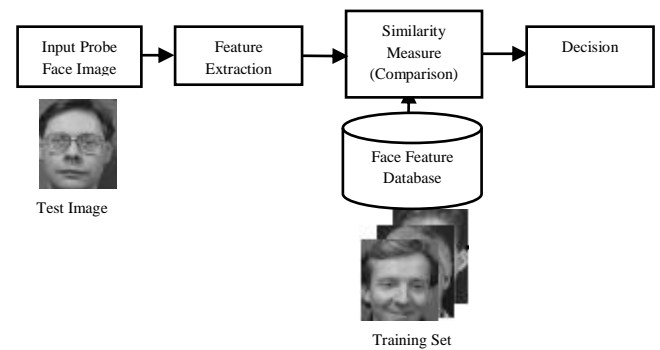 Input Probe
Face Image
Feature
Extraction
Similarity
Measure
(Comparison)
Decision
Face Feature
Database
Test Image
Training Set